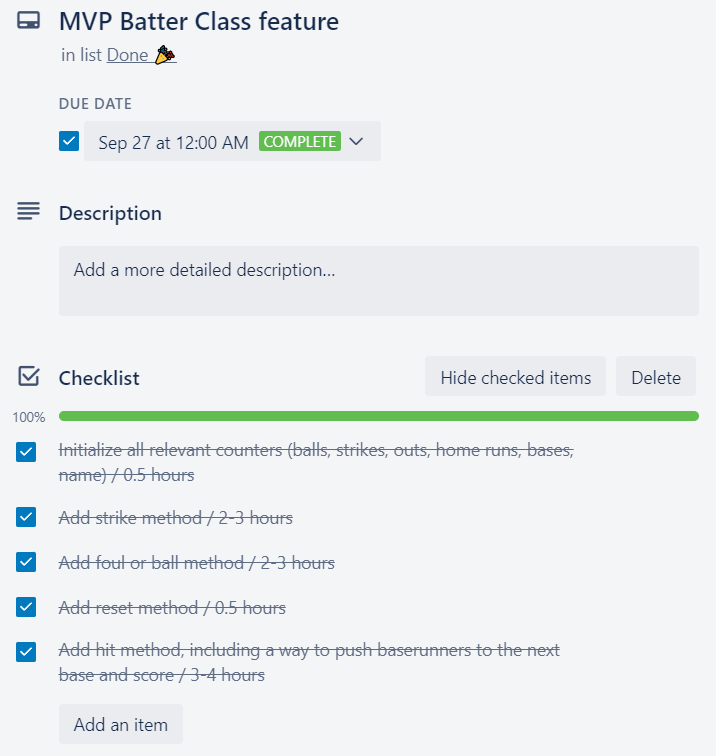 MVP Batter Class feature
in list Done 🎉
DUE DATE
Sep 27 at 12:00 AM COMPLETE
Description
Add a more detailed description...
Checklist Hide checked items Delete
100%
Initialize all relevant counters (balls, strikes, outs, home runs, bases,
name) / 0.5 hours
Add strike method / 2-3 hours
Add foul or ball method / 2-3 hours
Add reset method / 0.5 hours
Add hit method, including a way to push baserunners to the next
base and score / 3-4 hours
Add an item